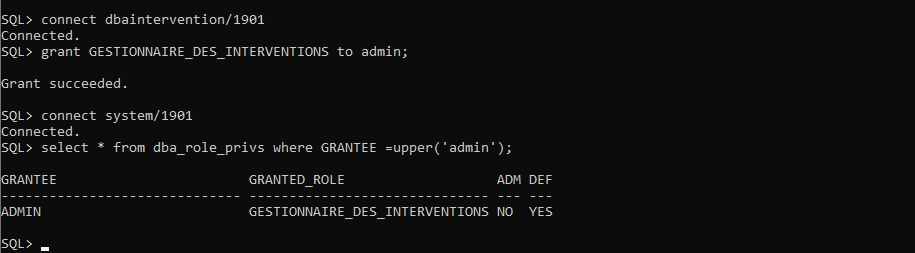 SQL> connect dbaintervention/1901
Connected.
SQL> grant GESTIONNAIRE_DES_INTERVENTIONS to admin;
Grant succeeded.
SQL> connect system/1901
Connected.
SQL> select * from dba_role_privs where GRANTEE =upper('admin');
GRANTEE                        GRANTED_ROLE                   ADM DEF
------------------------------ ------------------------------ --- ---
ADMIN                          GESTIONNAIRE_DES_INTERVENTIONS NO  YES
SQL>